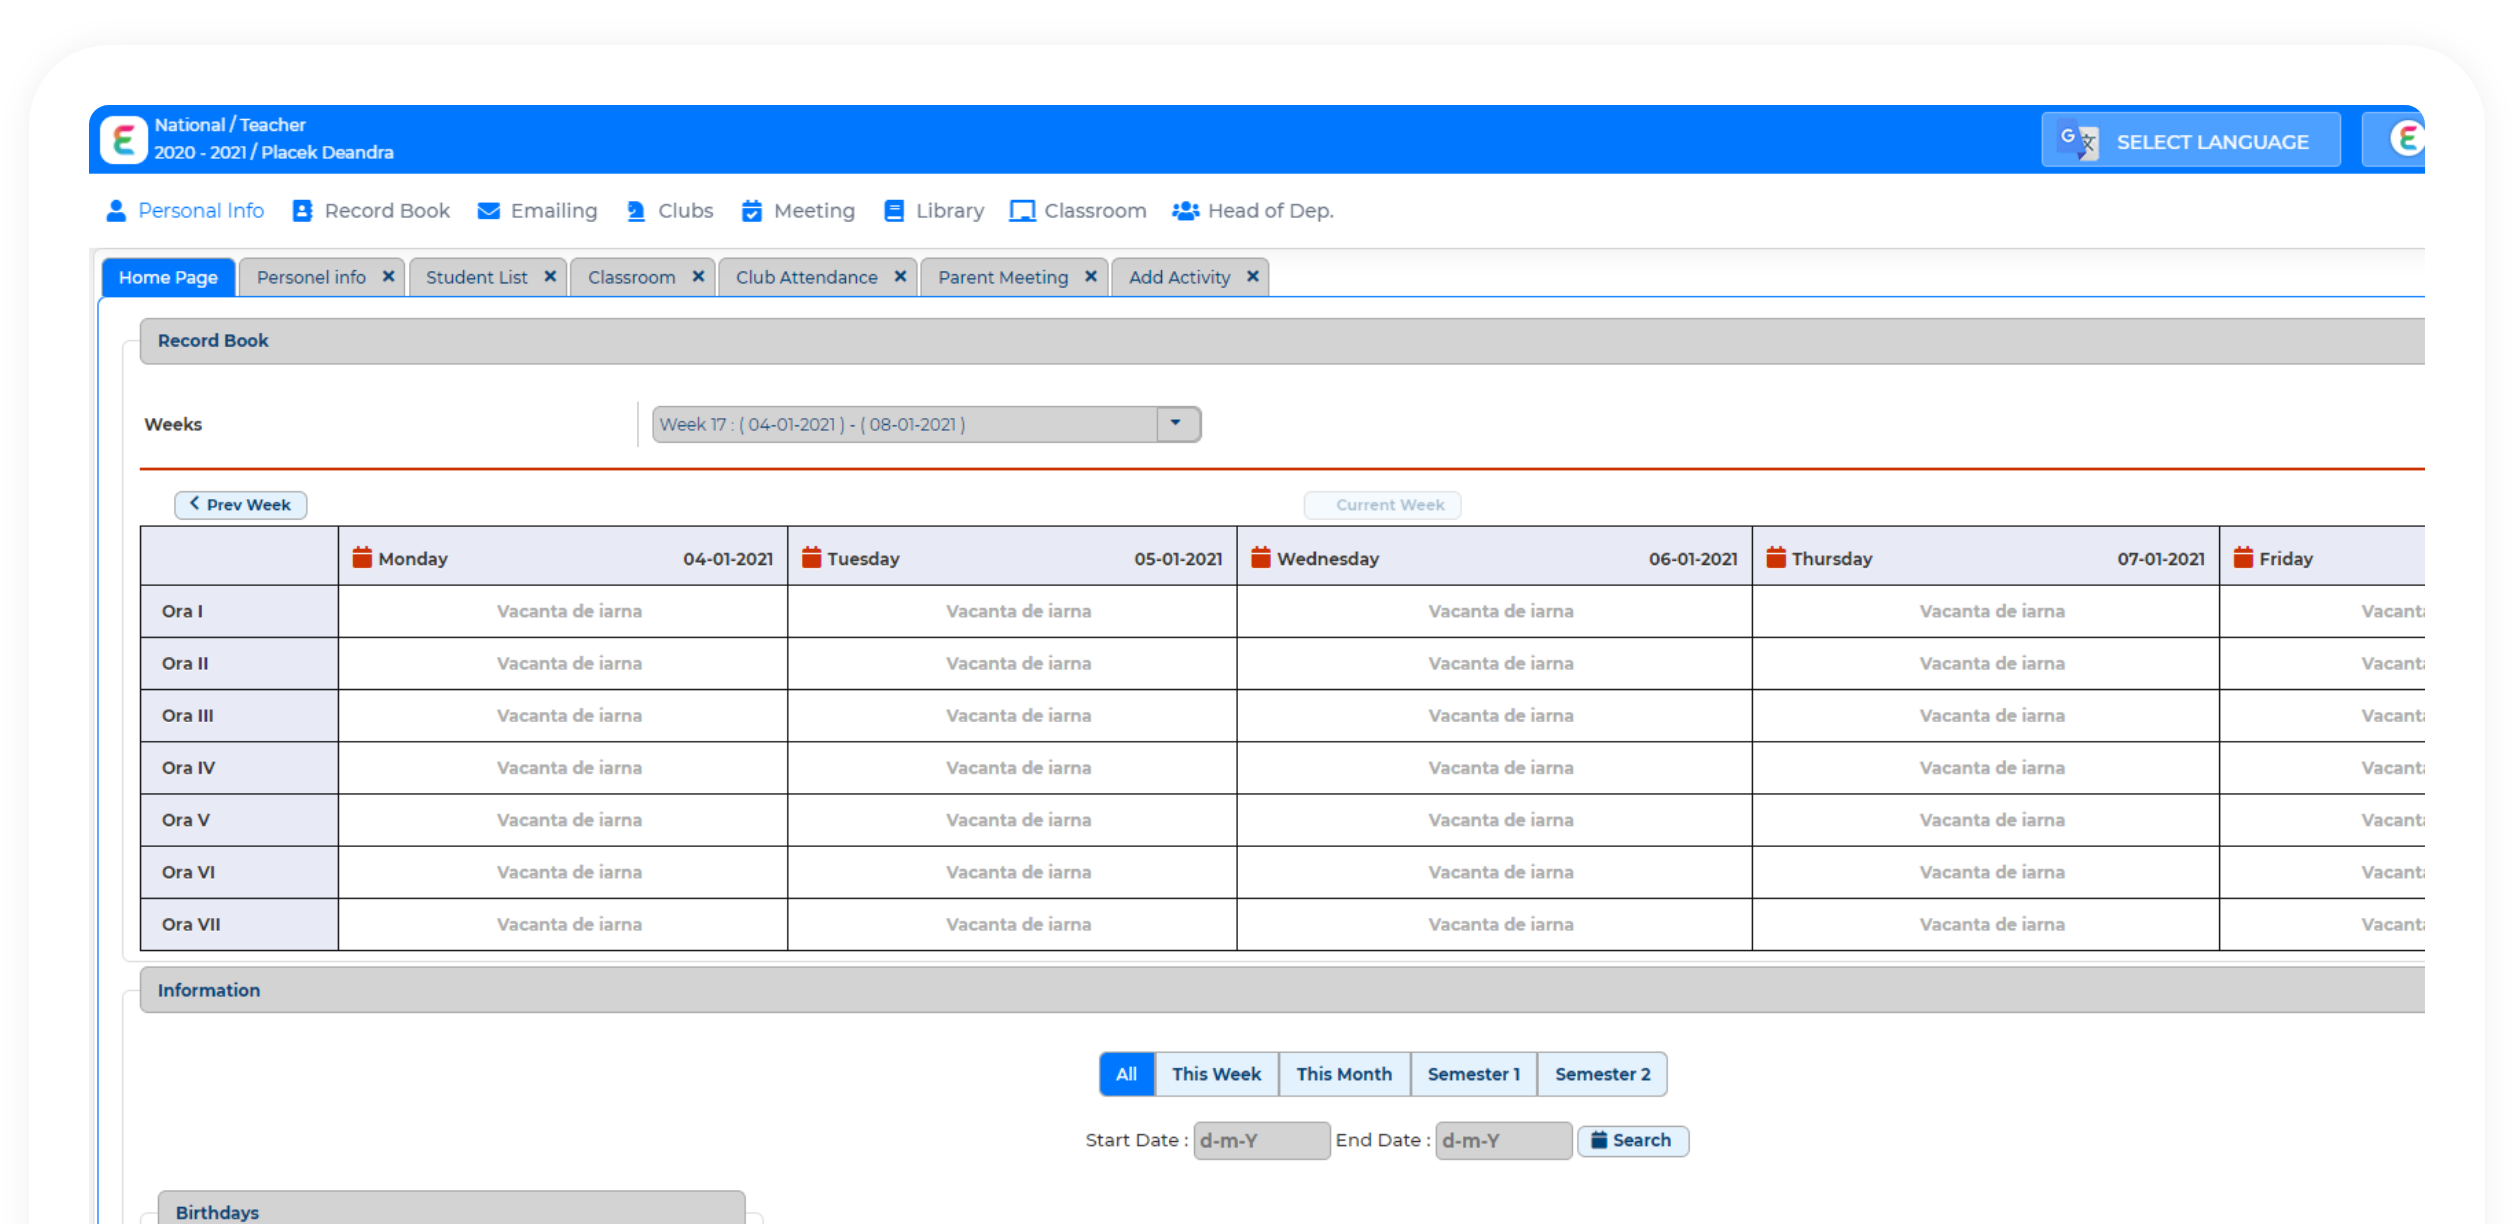 National / Teacher
2020 - 2021 / Placek Deandra
SELECT LANGUAGE
Personal Info Record Book Emailing Clubs Meeting Library Classroom Head of Dep.
Home Page Personel info Student List Classroom Club Attendance Parent Meeting Add Activity
Record Book
Weeks Week 17 : ( 04-01-2021 ) - ( 08-01-2021 )
Prev Week Current Week
Monday 04-01-2021 Tuesday 05-01-2021 Wednesday 06-01-2021 Thursday 07-01-2021 Friday
Ora I Vacanta de iarna Vacanta de iarna Vacanta de iarna Vacanta de iarna Vacanta
Ora II Vacanta de iarna Vacanta de iarna Vacanta de iarna Vacanta de iarna Vacanta
Ora III Vacanta de iarna Vacanta de iarna Vacanta de iarna Vacanta de iarna Vacanta
Ora IV Vacanta de iarna Vacanta de iarna Vacanta de iarna Vacanta de iarna Vacanta
Ora V Vacanta de iarna Vacanta de iarna Vacanta de iarna Vacanta de iarna Vacanta
Ora VI Vacanta de iarna Vacanta de iarna Vacanta de iarna Vacanta de iarna Vacanta
Ora VII Vacanta de iarna Vacanta de iarna Vacanta de iarna Vacanta de iarna Vacanta
Information
All This Week This Month Semester 1 Semester 2
Start Date : d-m-Y End Date : d-m-Y Search
Birthdays